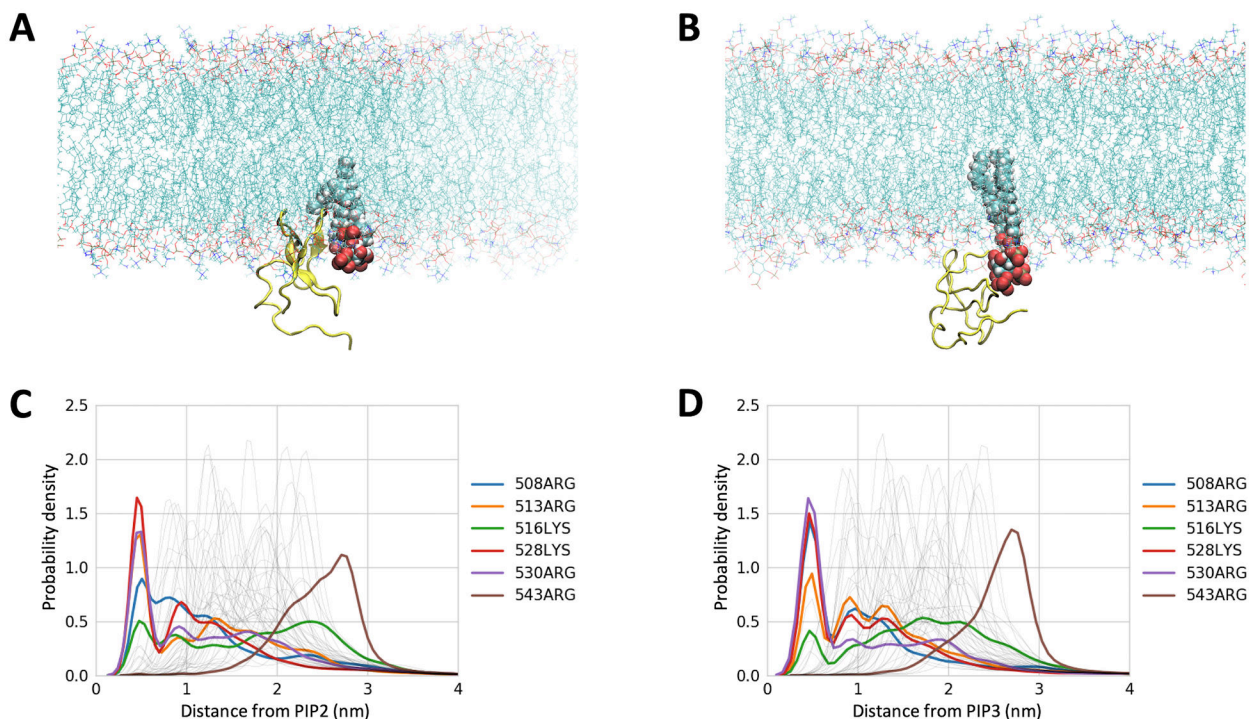 A
B
C
2.5
2.0
1.5
1.0
0.5
0.0
Probability density
0
1
2
3
4
Distance from PIP2 (nm)
508ARG
513ARG
516LYS
528LYS
530ARG
543ARG
D
2.5
2.0
1.5
1.0
0.5
0.0
Probability density
0
1
2
3
4
Distance from PIP3 (nm)
508ARG
513ARG
516LYS
528LYS
530ARG
543ARG